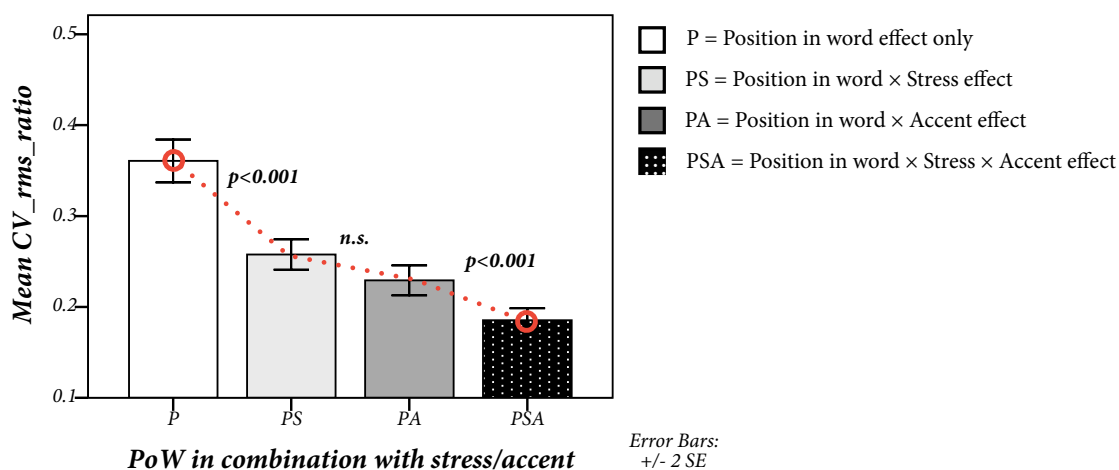 Mean CV_rms_ratio
0.5
0.4
0.3
0.2
0.1
p<0.001
n.s.
p<0.001
P
PS
PA
PSA
PoW in combination with stress/accent
P = Position in word effect only
PS = Position in word × Stress effect
PA = Position in word × Accent effect
PSA = Position in word × Stress × Accent effect
Error Bars:
+/- 2 SE